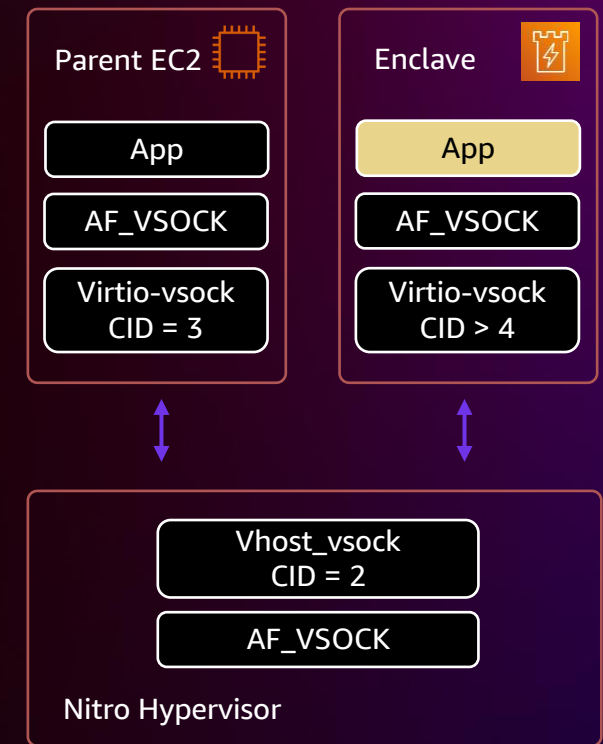 Parent EC2
App
AF_VSOCK
Virtio-vsock
CID = 3
Enclave
App
AF_VSOCK
Virtio-vsock
CID > 4
Vhost_vsock
CID = 2
AF_VSOCK
Nitro Hypervisor